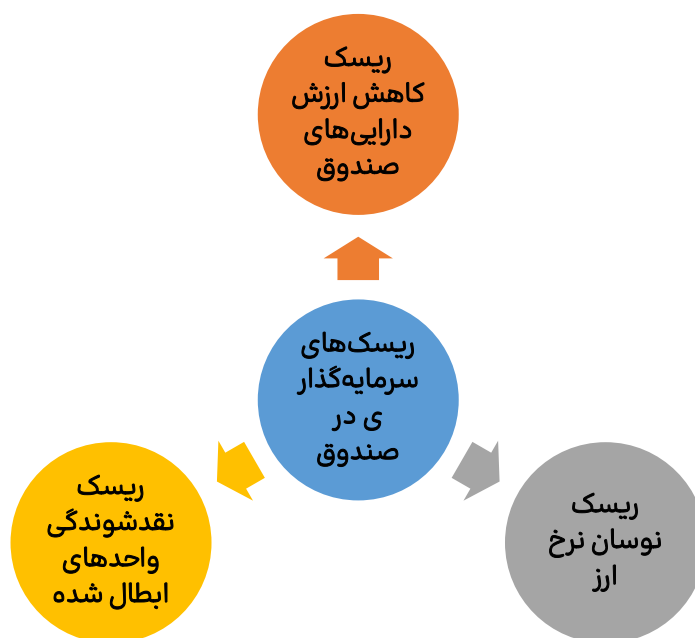 ریسک
کاهش ارزش
دارایی‌های
صندوق
ریسک‌های
سرمایه‌گذار
ی در
صندوق
ریسک
نقدشوندگی
واحدهای
ابطال شده
ریسک
نوسان نرخ
ارز